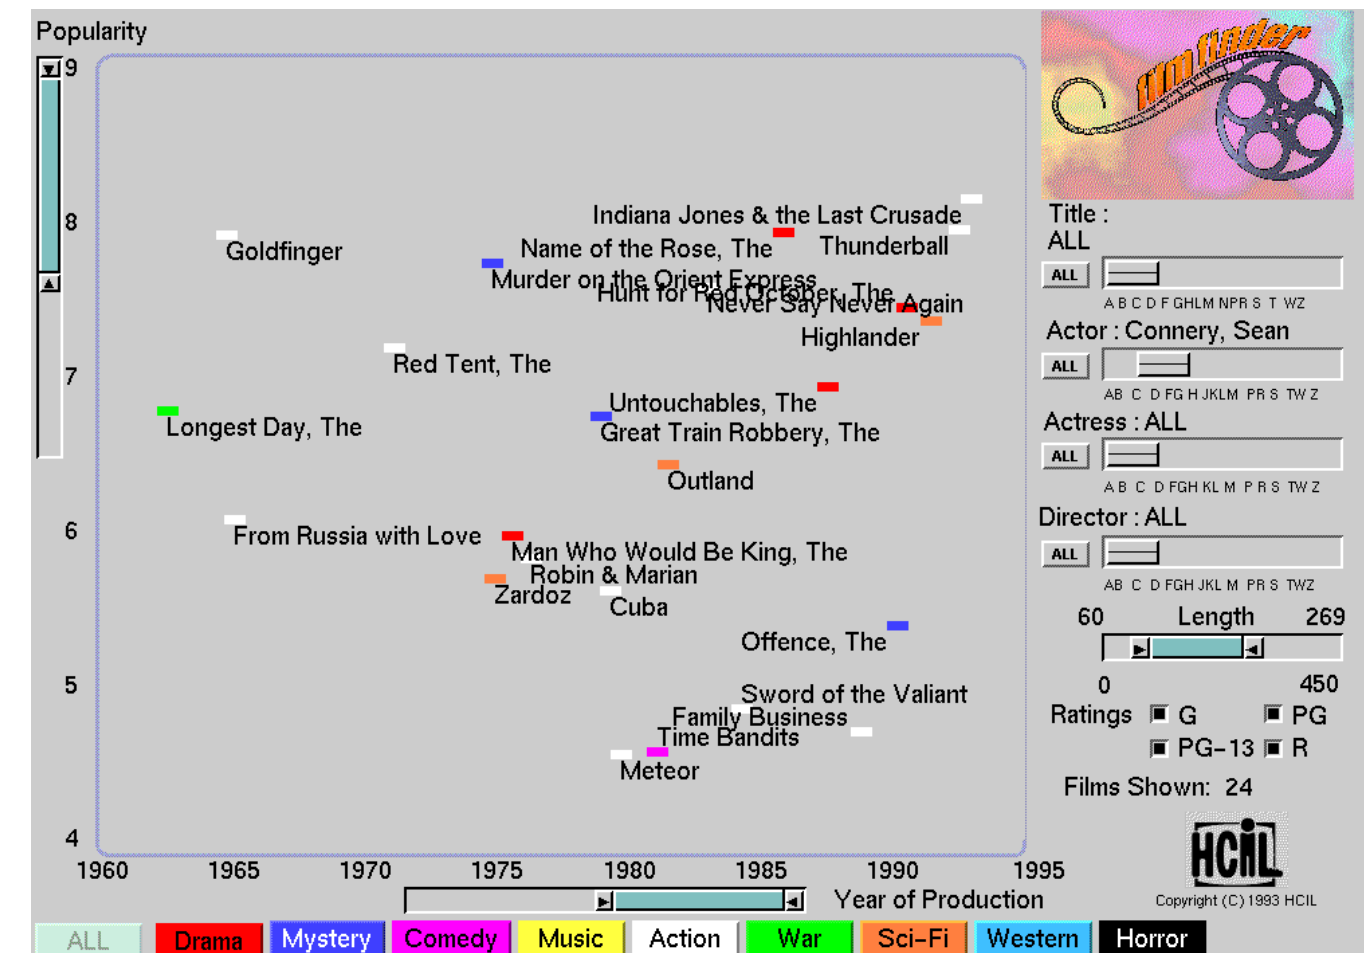 Popularity
film finder
9
8
7
6
5
4
Indiana Jones & the Last Crusade
Goldfinger
Name of the Rose, The
Thunderball
Murder on the Orient Express
Hunt for Red October, The
Never Say Never Again
Highlander
Red Tent, The
Untouchables, The
Longest Day, The
Great Train Robbery, The
Outland
From Russia with Love
Man Who Would Be King, The
Robin & Marian
Zardoz
Cuba
Offence, The
Sword of the Valiant
Family Business
Time Bandits
Meteor
1960 1965 1970 1975 1980 1985 1990 1995
Year of Production
Title :
ALL
ALL
A B C D F GHLM NPR S T WZ
Actor : Connery, Sean
ALL
AB C D FG H JKLM PR S TW Z
Actress : ALL
ALL
A B C D FGH KL M P R S TW Z
Director : ALL
ALL
AB C D FGH JKL M PR S TWZ
60 Length 269
0 450
Ratings G PG
PG-13 R
Films Shown: 24
HCIL
Copyright (C) 1993 HCIL
ALL Drama Mystery Comedy Music Action War Sci-Fi Western Horror